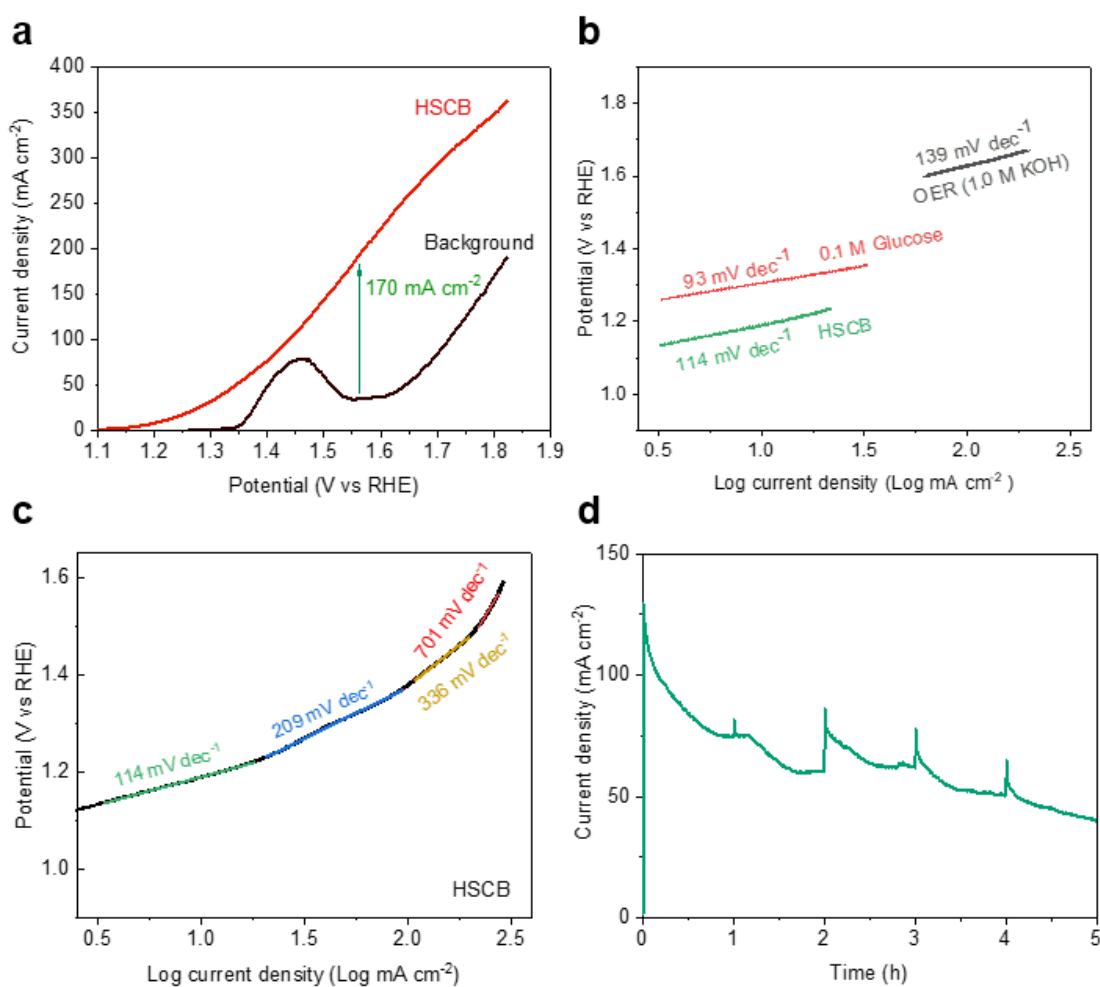 a
400
350
300
250
200
150
100
50
0
Current density (mA cm⁻²)
HSCB
Background
170 mA cm⁻²
1.1 1.2 1.3 1.4 1.5 1.6 1.7 1.8 1.9
Potential (V vs RHE)
b
1.8
1.6
1.4
1.2
1.0
Potential (V vs RHE)
139 mV dec⁻¹
OER (1.0 M KOH)
93 mV dec⁻¹ 0.1 M Glucose
114 mV dec⁻¹ HSCB
0.5 1.0 1.5 2.0 2.5
Log current density (Log mA cm⁻² )
c
1.6
1.4
1.2
1.0
Potential (V vs RHE)
701 mV dec⁻¹
336 mV dec⁻¹
209 mV dec⁻¹
114 mV dec⁻¹
HSCB
0.5 1.0 1.5 2.0 2.5
Log current density (Log mA cm⁻²)
d
150
100
50
0
Current density (mA cm⁻²)
0 1 2 3 4 5
Time (h)